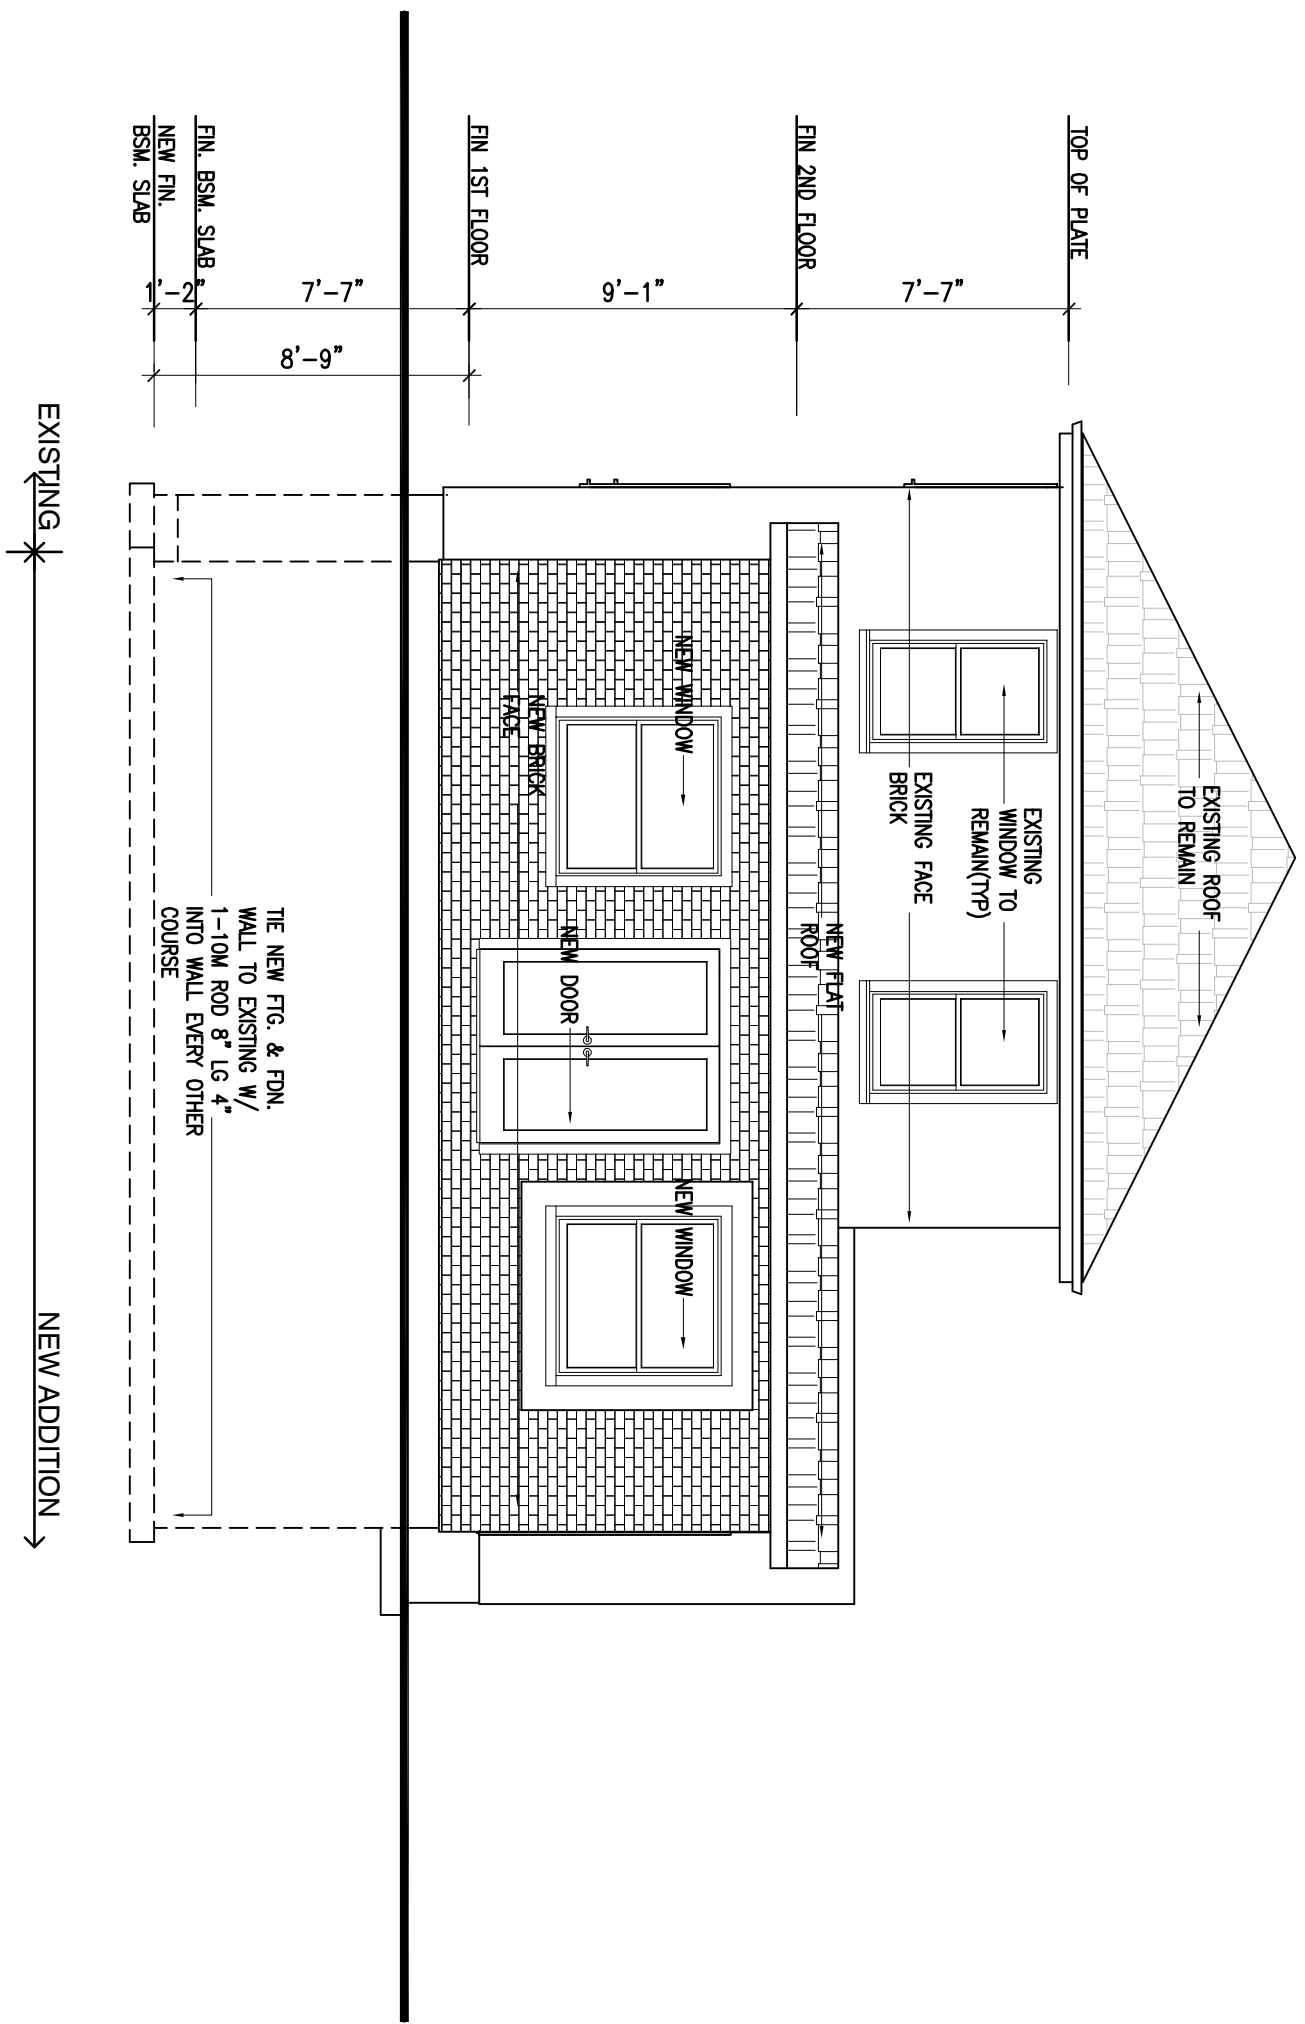 TOP OF PLATE
7'-7"
FIN 2ND FLOOR
9'-1"
FIN 1ST FLOOR
7'-7"
8'-9"
FIN. BSM. SLAB
1'-2"
NEW FIN.
BSM. SLAB
EXISTING ROOF
TO REMAIN
EXISTING
WINDOW TO
REMAIN(TYP)
EXISTING FACE
BRICK
NEW FLAT
ROOF
NEW WINDOW
NEW WINDOW
NEW DOOR
NEW BRICK
FACE
TIE NEW FTG. & FDN.
WALL TO EXISTING W/
1-10M ROD 8" LG 4"
INTO WALL EVERY OTHER
COURSE
EXISTING
NEW ADDITION